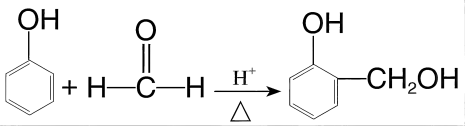 OH
O
OH
+ H—C—H H⁺ CH₂OH
△